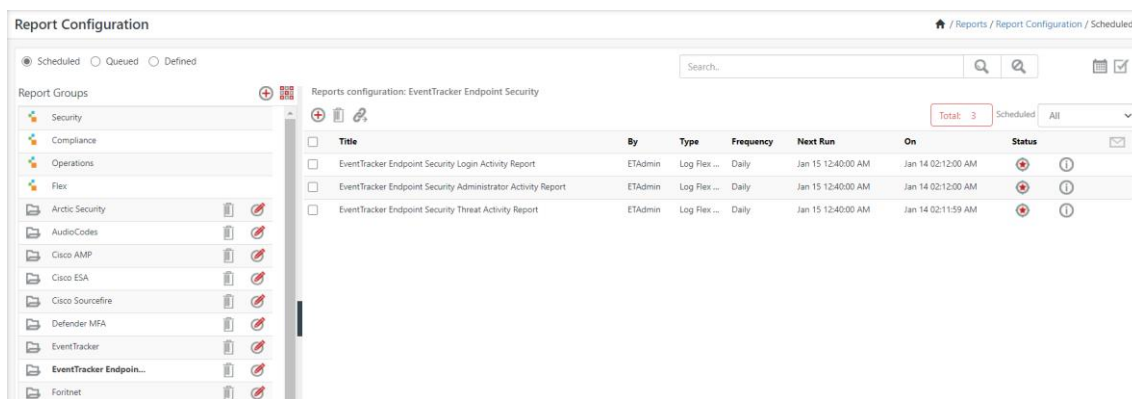 Report Configuration
/ Reports / Report Configuration / Scheduled
Scheduled Queued Defined
Search..
Report Groups
Security
Compliance
Operations
Flex
Arctic Security
AudioCodes
Cisco AMP
Cisco ESA
Cisco Sourcefire
Defender MFA
EventTracker
EventTracker Endpoin...
Foritnet
Reports configuration: EventTracker Endpoint Security
Total: 3 Scheduled All
Title By Type Frequency Next Run On Status
EventTracker Endpoint Security Login Activity Report ETAdmin Log Flex ... Daily Jan 15 12:40:00 AM Jan 14 02:12:00 AM
EventTracker Endpoint Security Administrator Activity Report ETAdmin Log Flex ... Daily Jan 15 12:40:00 AM Jan 14 02:12:00 AM
EventTracker Endpoint Security Threat Activity Report ETAdmin Log Flex ... Daily Jan 15 12:40:00 AM Jan 14 02:11:59 AM